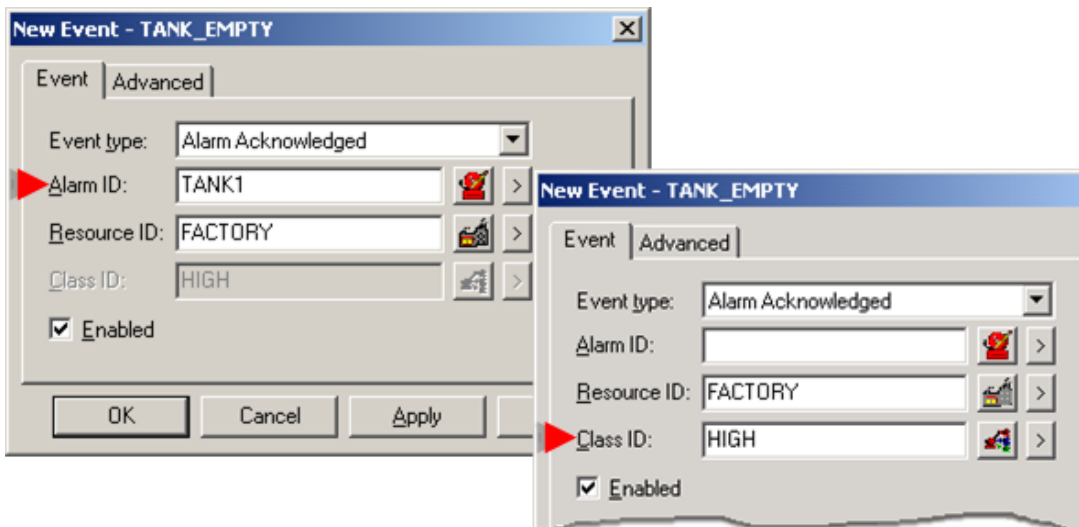 New Event - TANK_EMPTY
Event Advanced
Event type: Alarm Acknowledged
Alarm ID: TANK1 >
Resource ID: FACTORY >
Class ID: HIGH >
Enabled
OK Cancel Apply
New Event - TANK_EMPTY
Event Advanced
Event type: Alarm Acknowledged
Alarm ID: >
Resource ID: FACTORY >
Class ID: HIGH >
Enabled